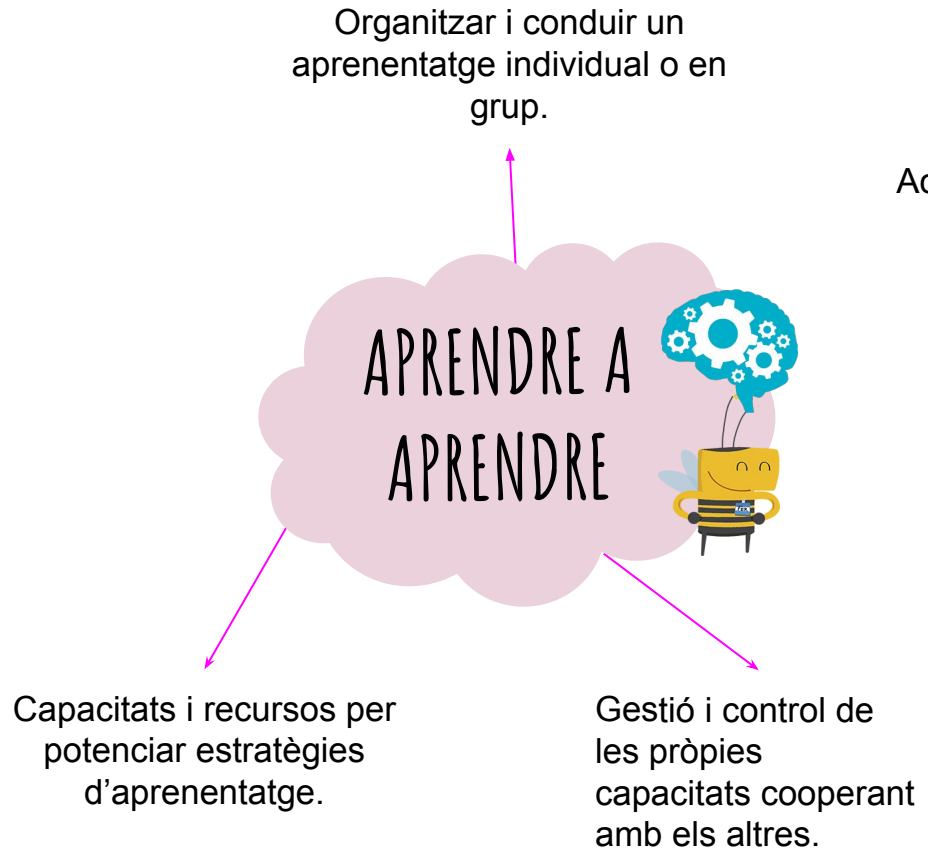 Organitzar i conduir un
aprenentatge individual o en
grup.
APRENDRE A
APRENDRE
Capacitats i recursos per
potenciar estratègies
d’aprenentatge.
Gestió i control de
les pròpies
capacitats cooperant
amb els altres.